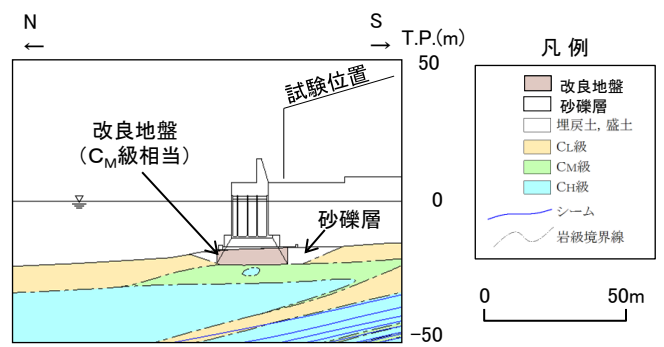 N
←
S
→
T.P.(m)
50
0
-50
試験位置
改良地盤
（CM級相当）
砂礫層
凡 例
改良地盤
砂礫層
埋戻土, 盛土
CL級
CM級
CH級
シーム
岩級境界線
0
50m